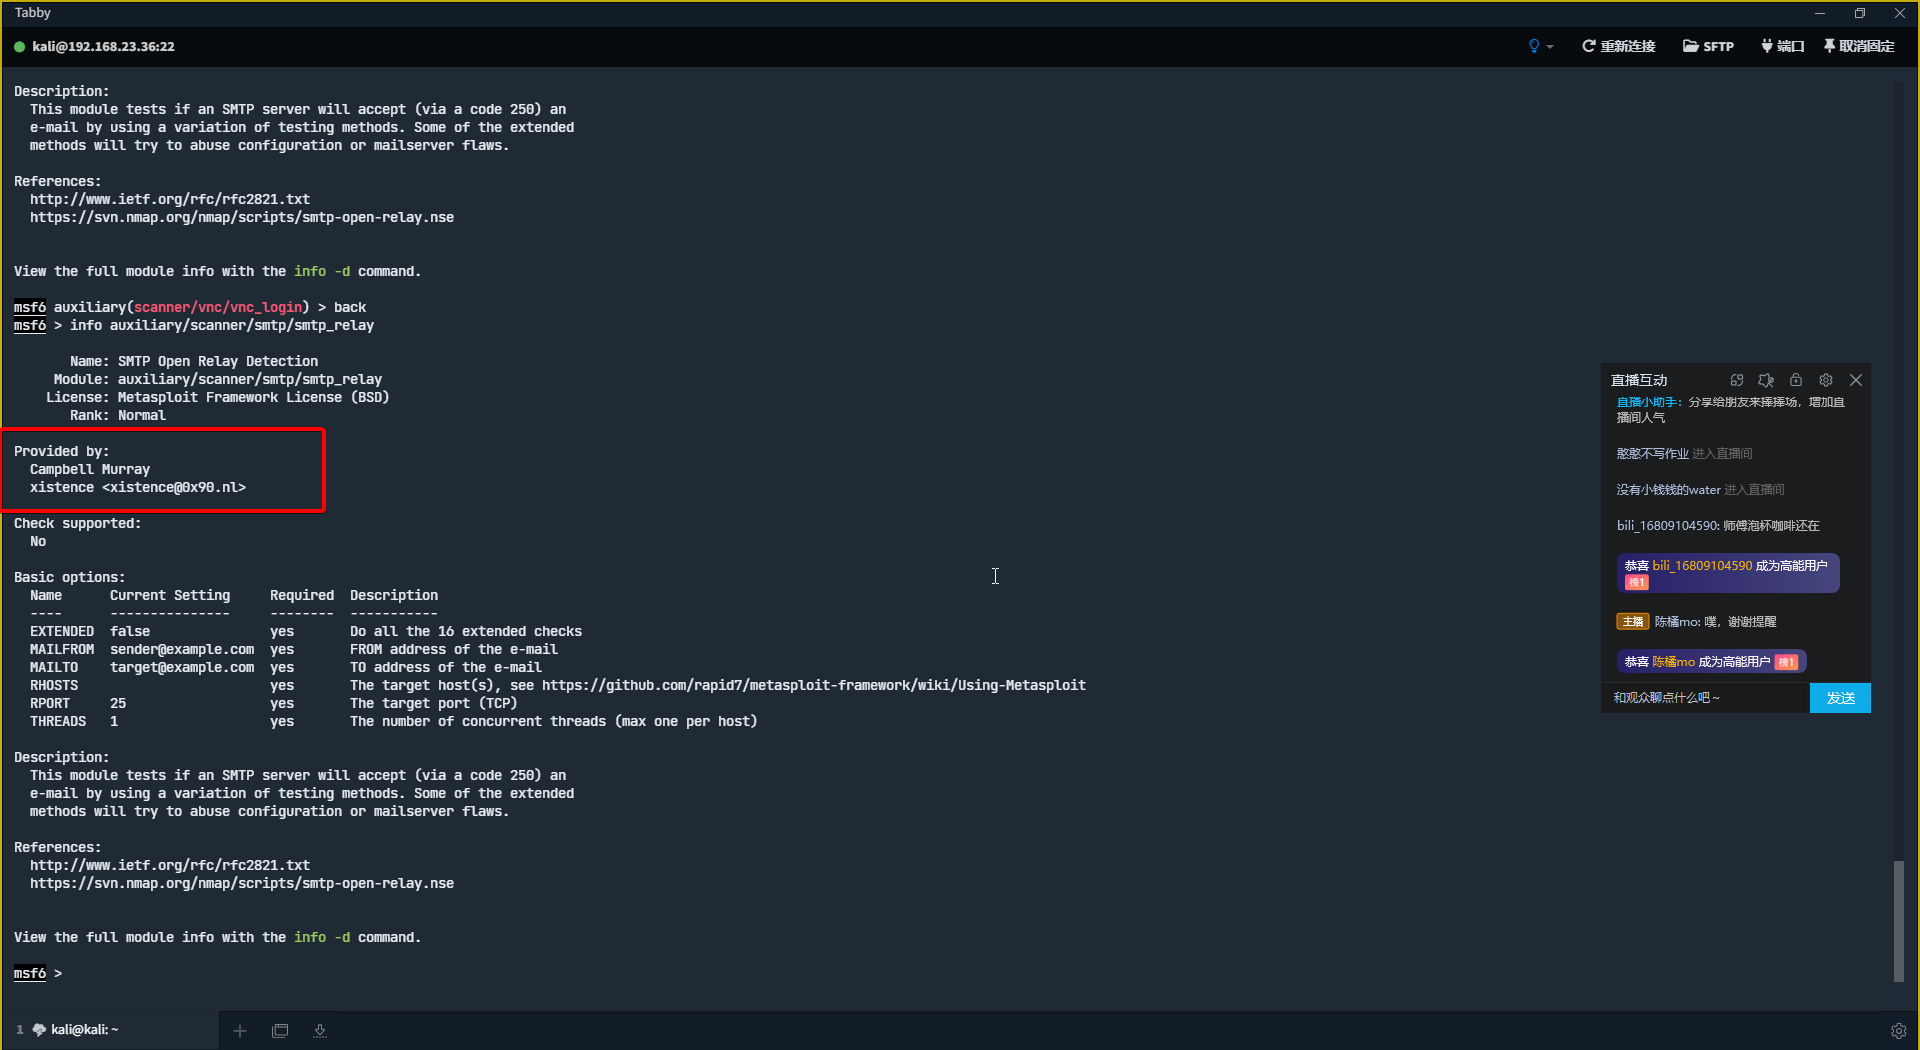 Tabby
kali@192.168.23.36:22
重新连接
SFTP
端口
取消固定
Description:
This module tests if an SMTP server will accept (via a code 250) an
e-mail by using a variation of testing methods. Some of the extended
methods will try to abuse configuration or mailserver flaws.
References:
http://www.ietf.org/rfc/rfc2821.txt
https://svn.nmap.org/nmap/scripts/smtp-open-relay.nse
View the full module info with the info -d command.
msf6 auxiliary(scanner/vnc/vnc_login) > back
msf6 > info auxiliary/scanner/smtp/smtp_relay
Name: SMTP Open Relay Detection
Module: auxiliary/scanner/smtp/smtp_relay
License: Metasploit Framework License (BSD)
Rank: Normal
Provided by:
Campbell Murray
xistence <xistence@0x90.nl>
Check supported:
No
Basic options:
Name Current Setting Required Description
---- --------------- -------- -----------
EXTENDED false yes Do all the 16 extended checks
MAILFROM sender@example.com yes FROM address of the e-mail
MAILTO target@example.com yes TO address of the e-mail
RHOSTS yes The target host(s), see https://github.com/rapid7/metasploit-framework/wiki/Using-Metasploit
RPORT 25 yes The target port (TCP)
THREADS 1 yes The number of concurrent threads (max one per host)
Description:
This module tests if an SMTP server will accept (via a code 250) an
e-mail by using a variation of testing methods. Some of the extended
methods will try to abuse configuration or mailserver flaws.
References:
http://www.ietf.org/rfc/rfc2821.txt
https://svn.nmap.org/nmap/scripts/smtp-open-relay.nse
View the full module info with the info -d command.
msf6 >
直播互动
直播小助手：分享给朋友来捧捧场，增加直
播间人气
憨憨不写作业 进入直播间
没有小钱钱的water 进入直播间
bili_16809104590: 师傅泡杯咖啡还在
恭喜 bili_16809104590 成为高能用户
榜1
主播 陈橘mo: 噗，谢谢提醒
恭喜 陈橘mo 成为高能用户 榜1
和观众聊点什么吧～
发送
1 kali@kali: ~